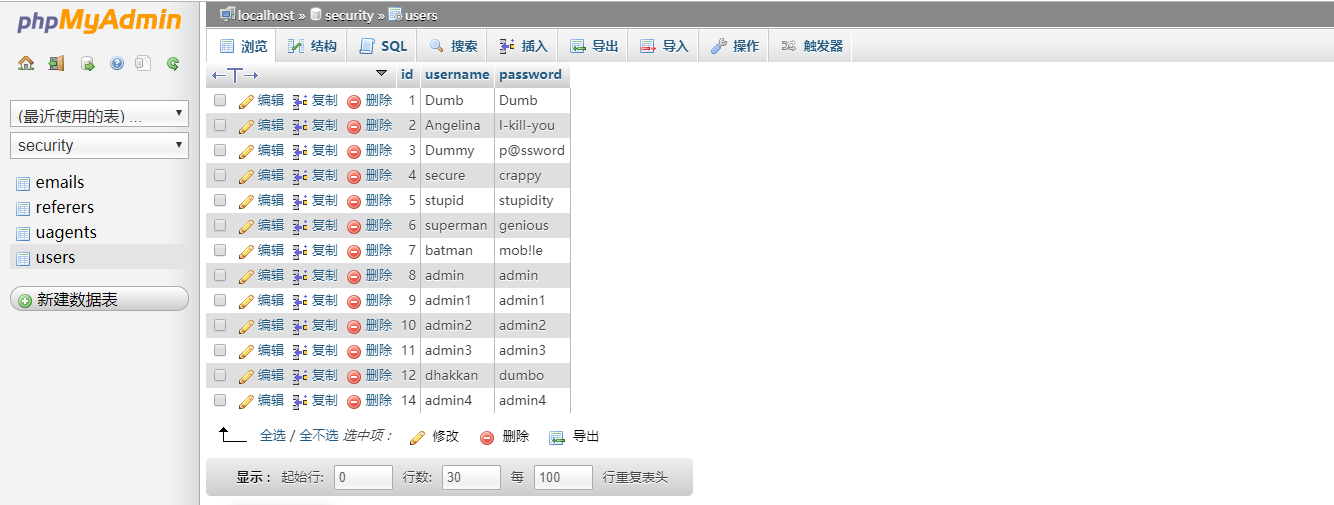 phpMyAdmin
(最近使用的表) ...
security
emails
referers
uagents
users
新建数据表
localhost » security » users
浏览 结构 SQL 搜索 插入 导出 导入 操作 触发器
id username password
编辑 复制 删除 1 Dumb Dumb
编辑 复制 删除 2 Angelina I-kill-you
编辑 复制 删除 3 Dummy p@ssword
编辑 复制 删除 4 secure crappy
编辑 复制 删除 5 stupid stupidity
编辑 复制 删除 6 superman genious
编辑 复制 删除 7 batman mob!le
编辑 复制 删除 8 admin admin
编辑 复制 删除 9 admin1 admin1
编辑 复制 删除 10 admin2 admin2
编辑 复制 删除 11 admin3 admin3
编辑 复制 删除 12 dhakkan dumbo
编辑 复制 删除 14 admin4 admin4
全选 / 全不选 选中项： 修改 删除 导出
显示： 起始行: 0 行数: 30 每 100 行重复表头